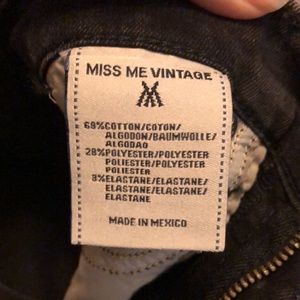 MISS ME VINTAGE
69%COTTON/COTON/
ALGODON/BAUMWOLLE/
ALGODAO
28%POLYESTER/POLYESTER
POLIESTER/POLYESTER
POLIESTER
3%ELASTANE/ELASTANE/
ELASTANE/ELASTANE/
ELASTANE
MADE IN MEXICO